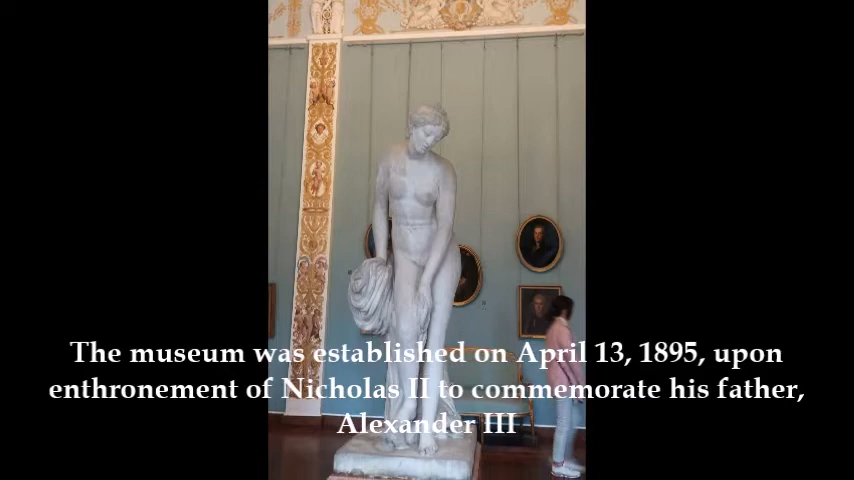 The museum was established on April 13, 1895, upon
enthronement of Nicholas II to commemorate his father,
Alexander III